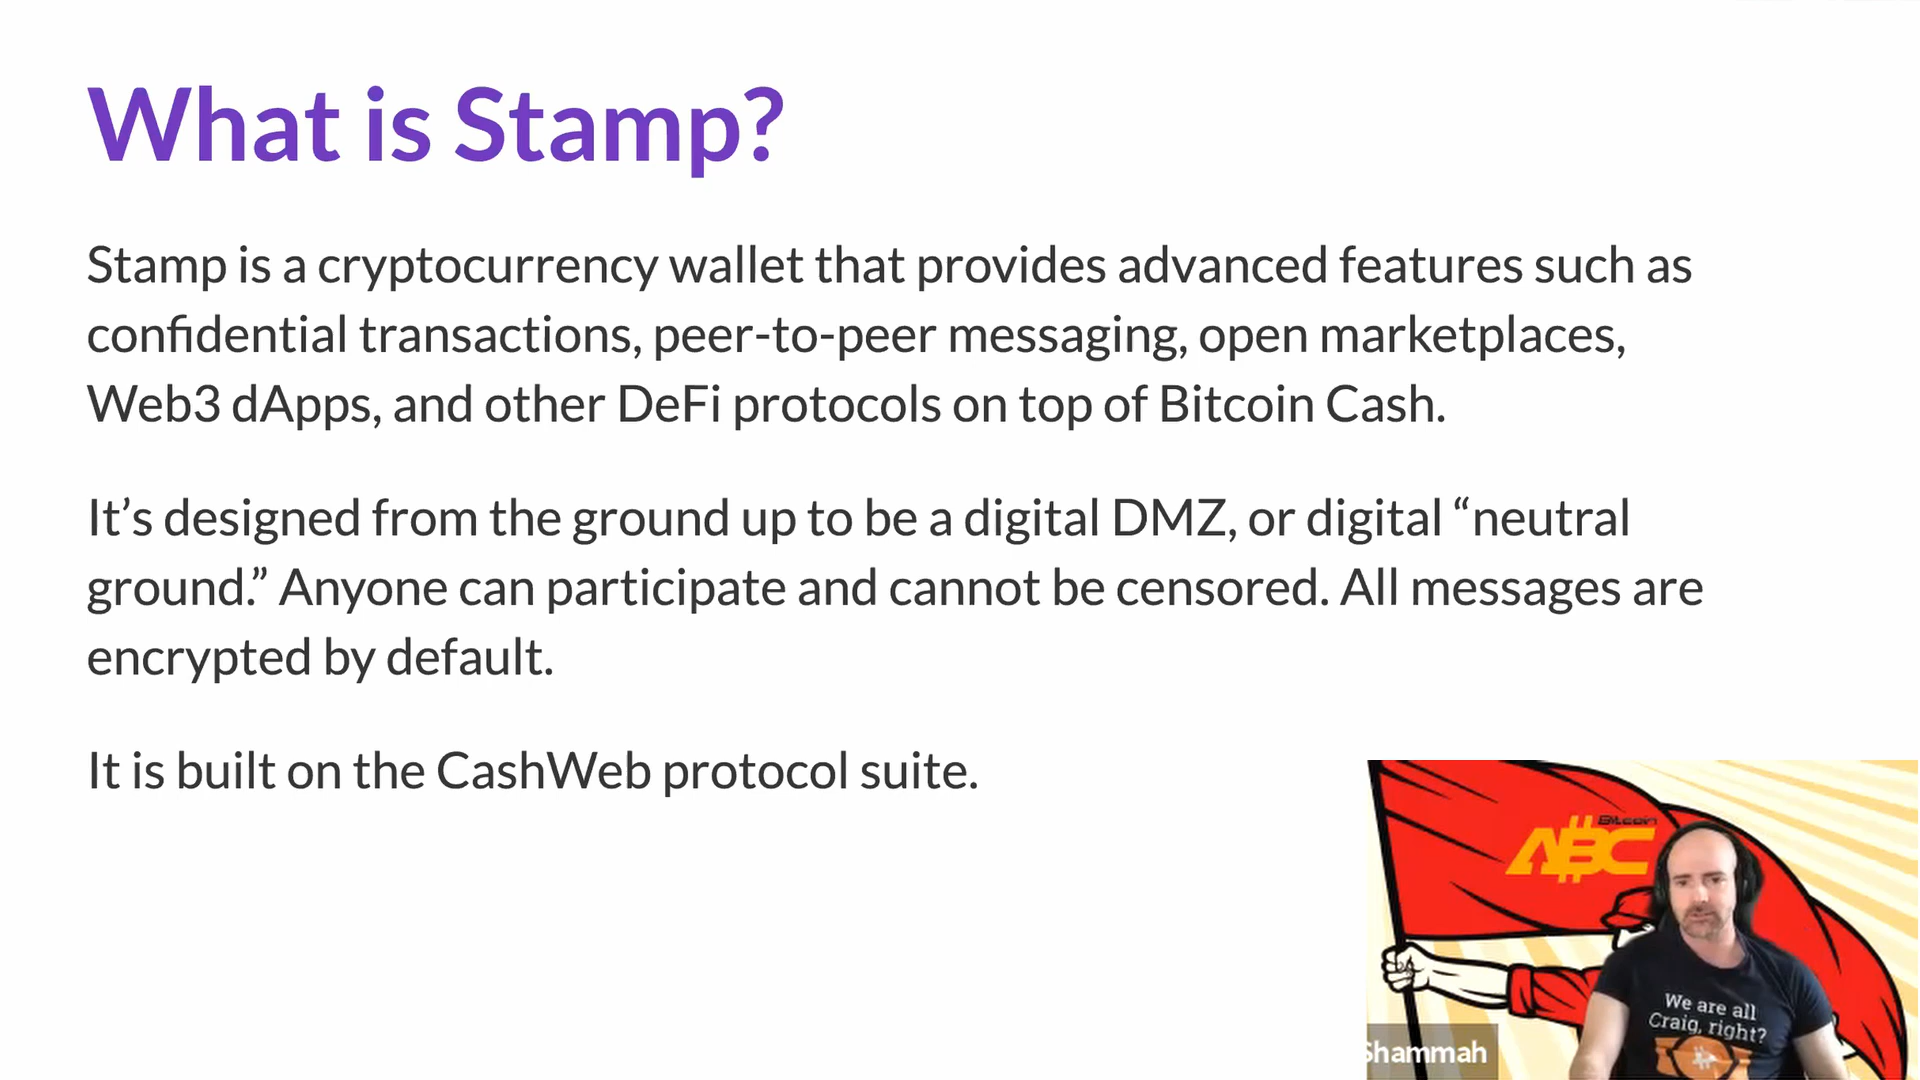 What is Stamp?
Stamp is a cryptocurrency wallet that provides advanced features such as
confidential transactions, peer-to-peer messaging, open marketplaces,
Web3 dApps, and other DeFi protocols on top of Bitcoin Cash.
It’s designed from the ground up to be a digital DMZ, or digital “neutral
ground.” Anyone can participate and cannot be censored. All messages are
encrypted by default.
It is built on the CashWeb protocol suite.
Bitcoin
ABC
We are all
Craig, right?
Shammah